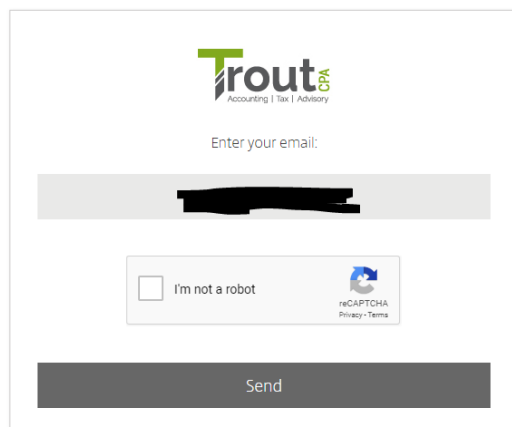 Trout CPA
Accounting | Tax | Advisory
Enter your email:
I'm not a robot
reCAPTCHA
Privacy - Terms
Send